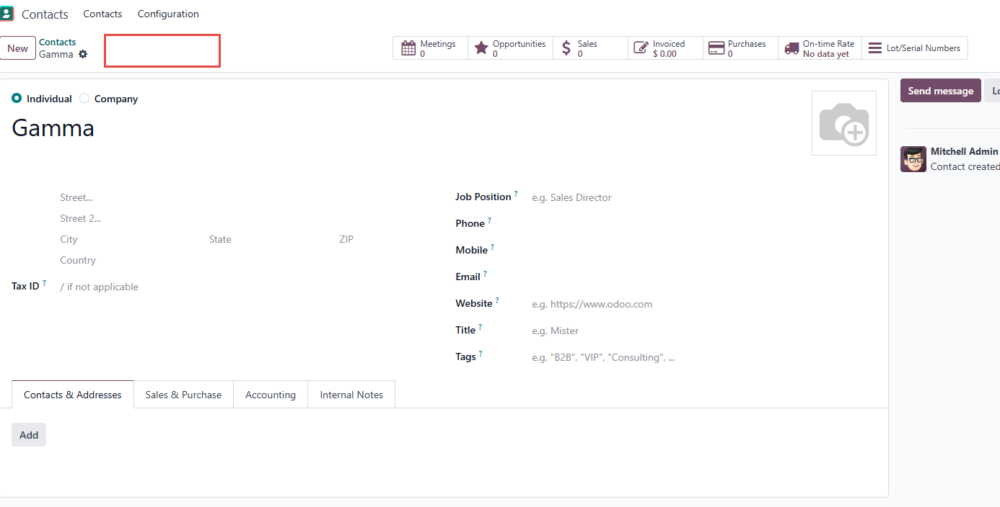 Contacts Contacts Configuration
New
Contacts
Gamma
Meetings
0
Opportunities
0
Sales
0
Invoiced
$ 0.00
Purchases
0
On-time Rate
No data yet
Lot/Serial Numbers
Individual Company
Gamma
Street...
Street 2...
City State ZIP
Country
Tax ID ? / if not applicable
Job Position ? e.g. Sales Director
Phone ?
Mobile ?
Email ?
Website ? e.g. https://www.odoo.com
Title ? e.g. Mister
Tags ? e.g. "B2B", "VIP", "Consulting", ...
Contacts & Addresses Sales & Purchase Accounting Internal Notes
Add
Send message
Mitchell Admin
Contact created